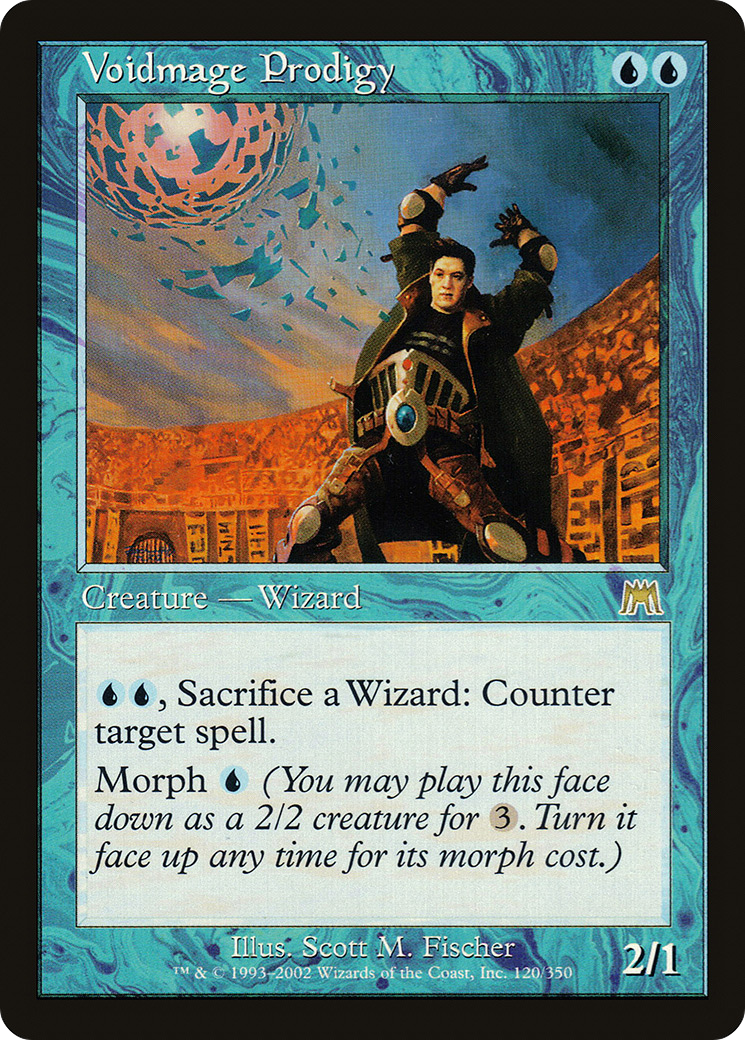 Voidmage Prodigy
Creature — Wizard
, Sacrifice a Wizard: Counter
target spell.
Morph (You may play this face
down as a 2/2 creature for 3. Turn it
face up any time for its morph cost.)
Illus. Scott M. Fischer
™ & © 1993-2002 Wizards of the Coast, Inc. 120/350
2/1